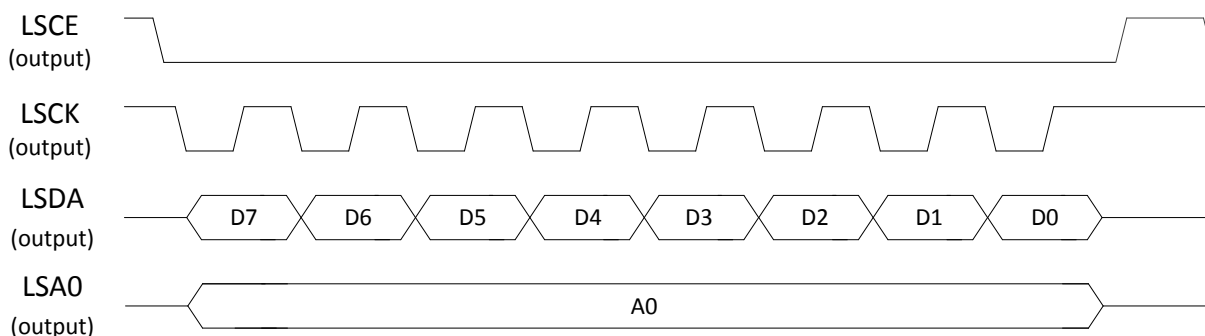 LSCE
(output)
LSCK
(output)
LSDA
(output)
D7 D6 D5 D4 D3 D2 D1 D0
LSA0
(output)
A0